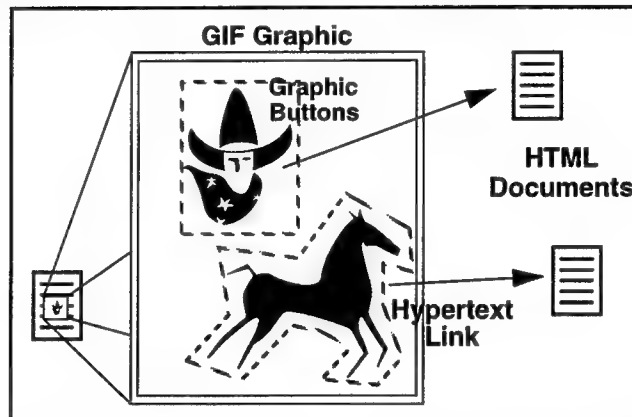 GIF Graphic
Graphic
Buttons
HTML
Documents
Hypertext
Link